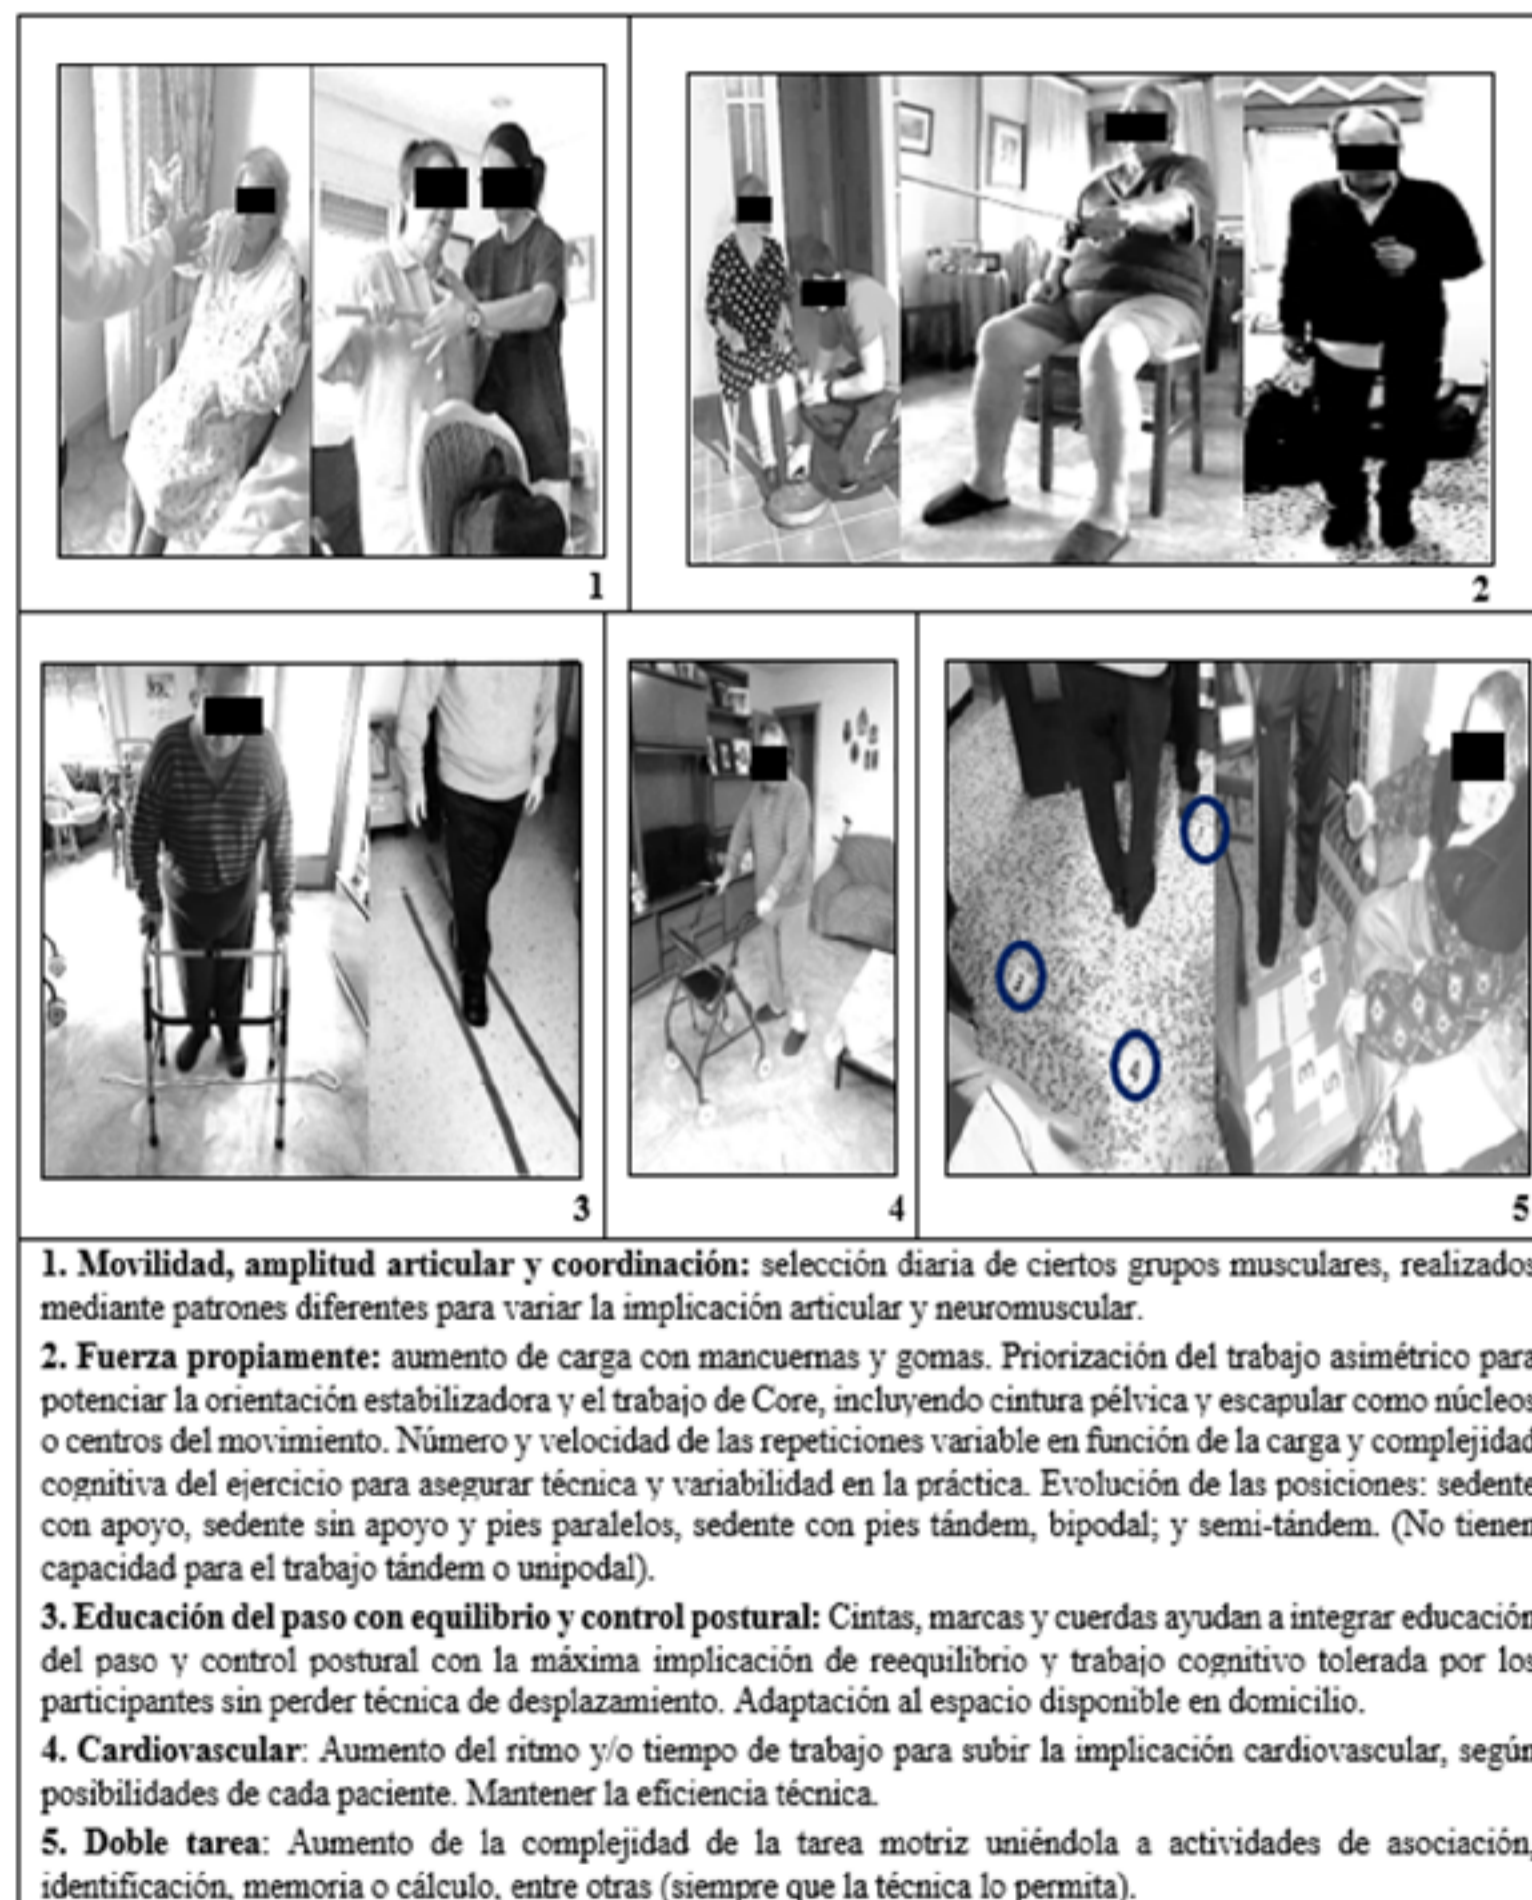 1
2
3
4
5
1
4
4
3
5
1. Movilidad, amplitud articular y coordinación: selección diaria de ciertos grupos musculares, realizados
mediante patrones diferentes para variar la implicación articular y neuromuscular.
2. Fuerza propiamente: aumento de carga con mancuernas y gomas. Priorización del trabajo asimétrico para
potenciar la orientación estabilizadora y el trabajo de Core, incluyendo cintura pélvica y escapular como núcleos
o centros del movimiento. Número y velocidad de las repeticiones variable en función de la carga y complejidad
cognitiva del ejercicio para asegurar técnica y variabilidad en la práctica. Evolución de las posiciones: sedente
con apoyo, sedente sin apoyo y pies paralelos, sedente con pies tándem, bipodal; y semi-tándem. (No tienen
capacidad para el trabajo tándem o unipodal).
3. Educación del paso con equilibrio y control postural: Cintas, marcas y cuerdas ayudan a integrar educación
del paso y control postural con la máxima implicación de reequilibrio y trabajo cognitivo tolerada por los
participantes sin perder técnica de desplazamiento. Adaptación al espacio disponible en domicilio.
4. Cardiovascular: Aumento del ritmo y/o tiempo de trabajo para subir la implicación cardiovascular, según
posibilidades de cada paciente. Mantener la eficiencia técnica.
5. Doble tarea: Aumento de la complejidad de la tarea motriz uniéndola a actividades de asociación,
identificación, memoria o cálculo, entre otras (siempre que la técnica lo permita).